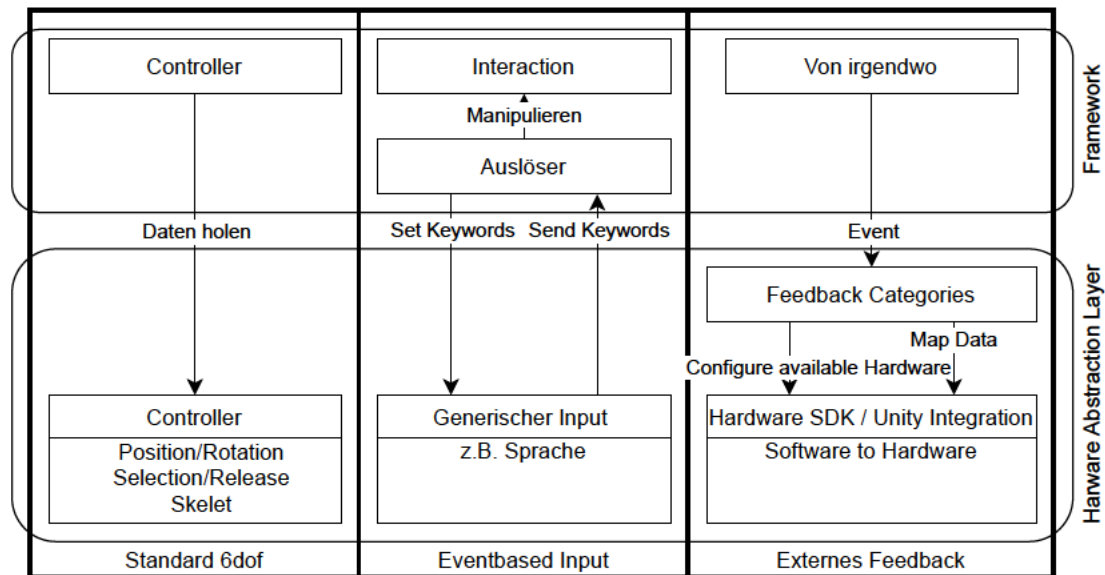 Controller
Interaction
Von irgendwo
Manipulieren
Auslöser
Framework
Daten holen
Set Keywords
Send Keywords
Event
Feedback Categories
Map Data
Configure available Hardware
Harware Abstraction Layer
Controller
Position/Rotation
Selection/Release
Skelet
Generischer Input
z.B. Sprache
Hardware SDK / Unity Integration
Software to Hardware
Standard 6dof
Eventbased Input
Externes Feedback